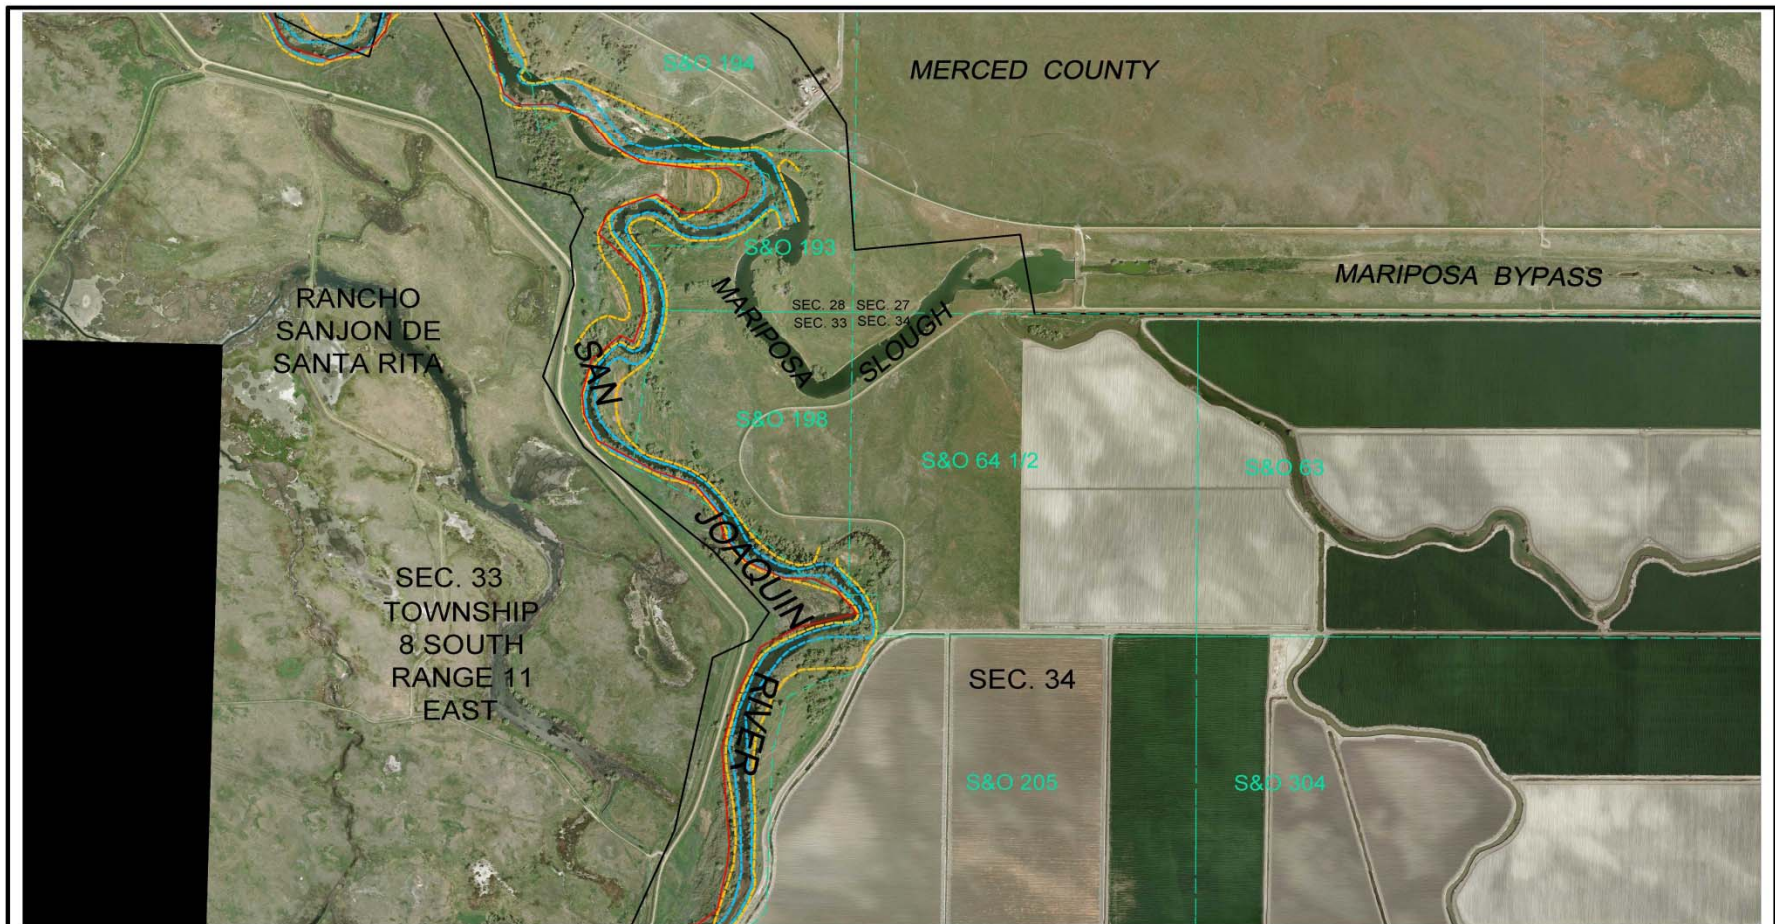 S&O 194
MERCED COUNTY
S&O 193
MARIPOSA BYPASS
RANCHO
SANJON DE
SANTA RITA
SEC. 28 SEC. 27
SEC. 33 SEC. 34
MARIPOSA SLOUGH
S&O 198
S&O 64 1/2
S&O 63
SAN JOAQUIN RIVER
SEC. 33
TOWNSHIP
8 SOUTH
RANGE 11
EAST
SEC. 34
S&O 205
S&O 304